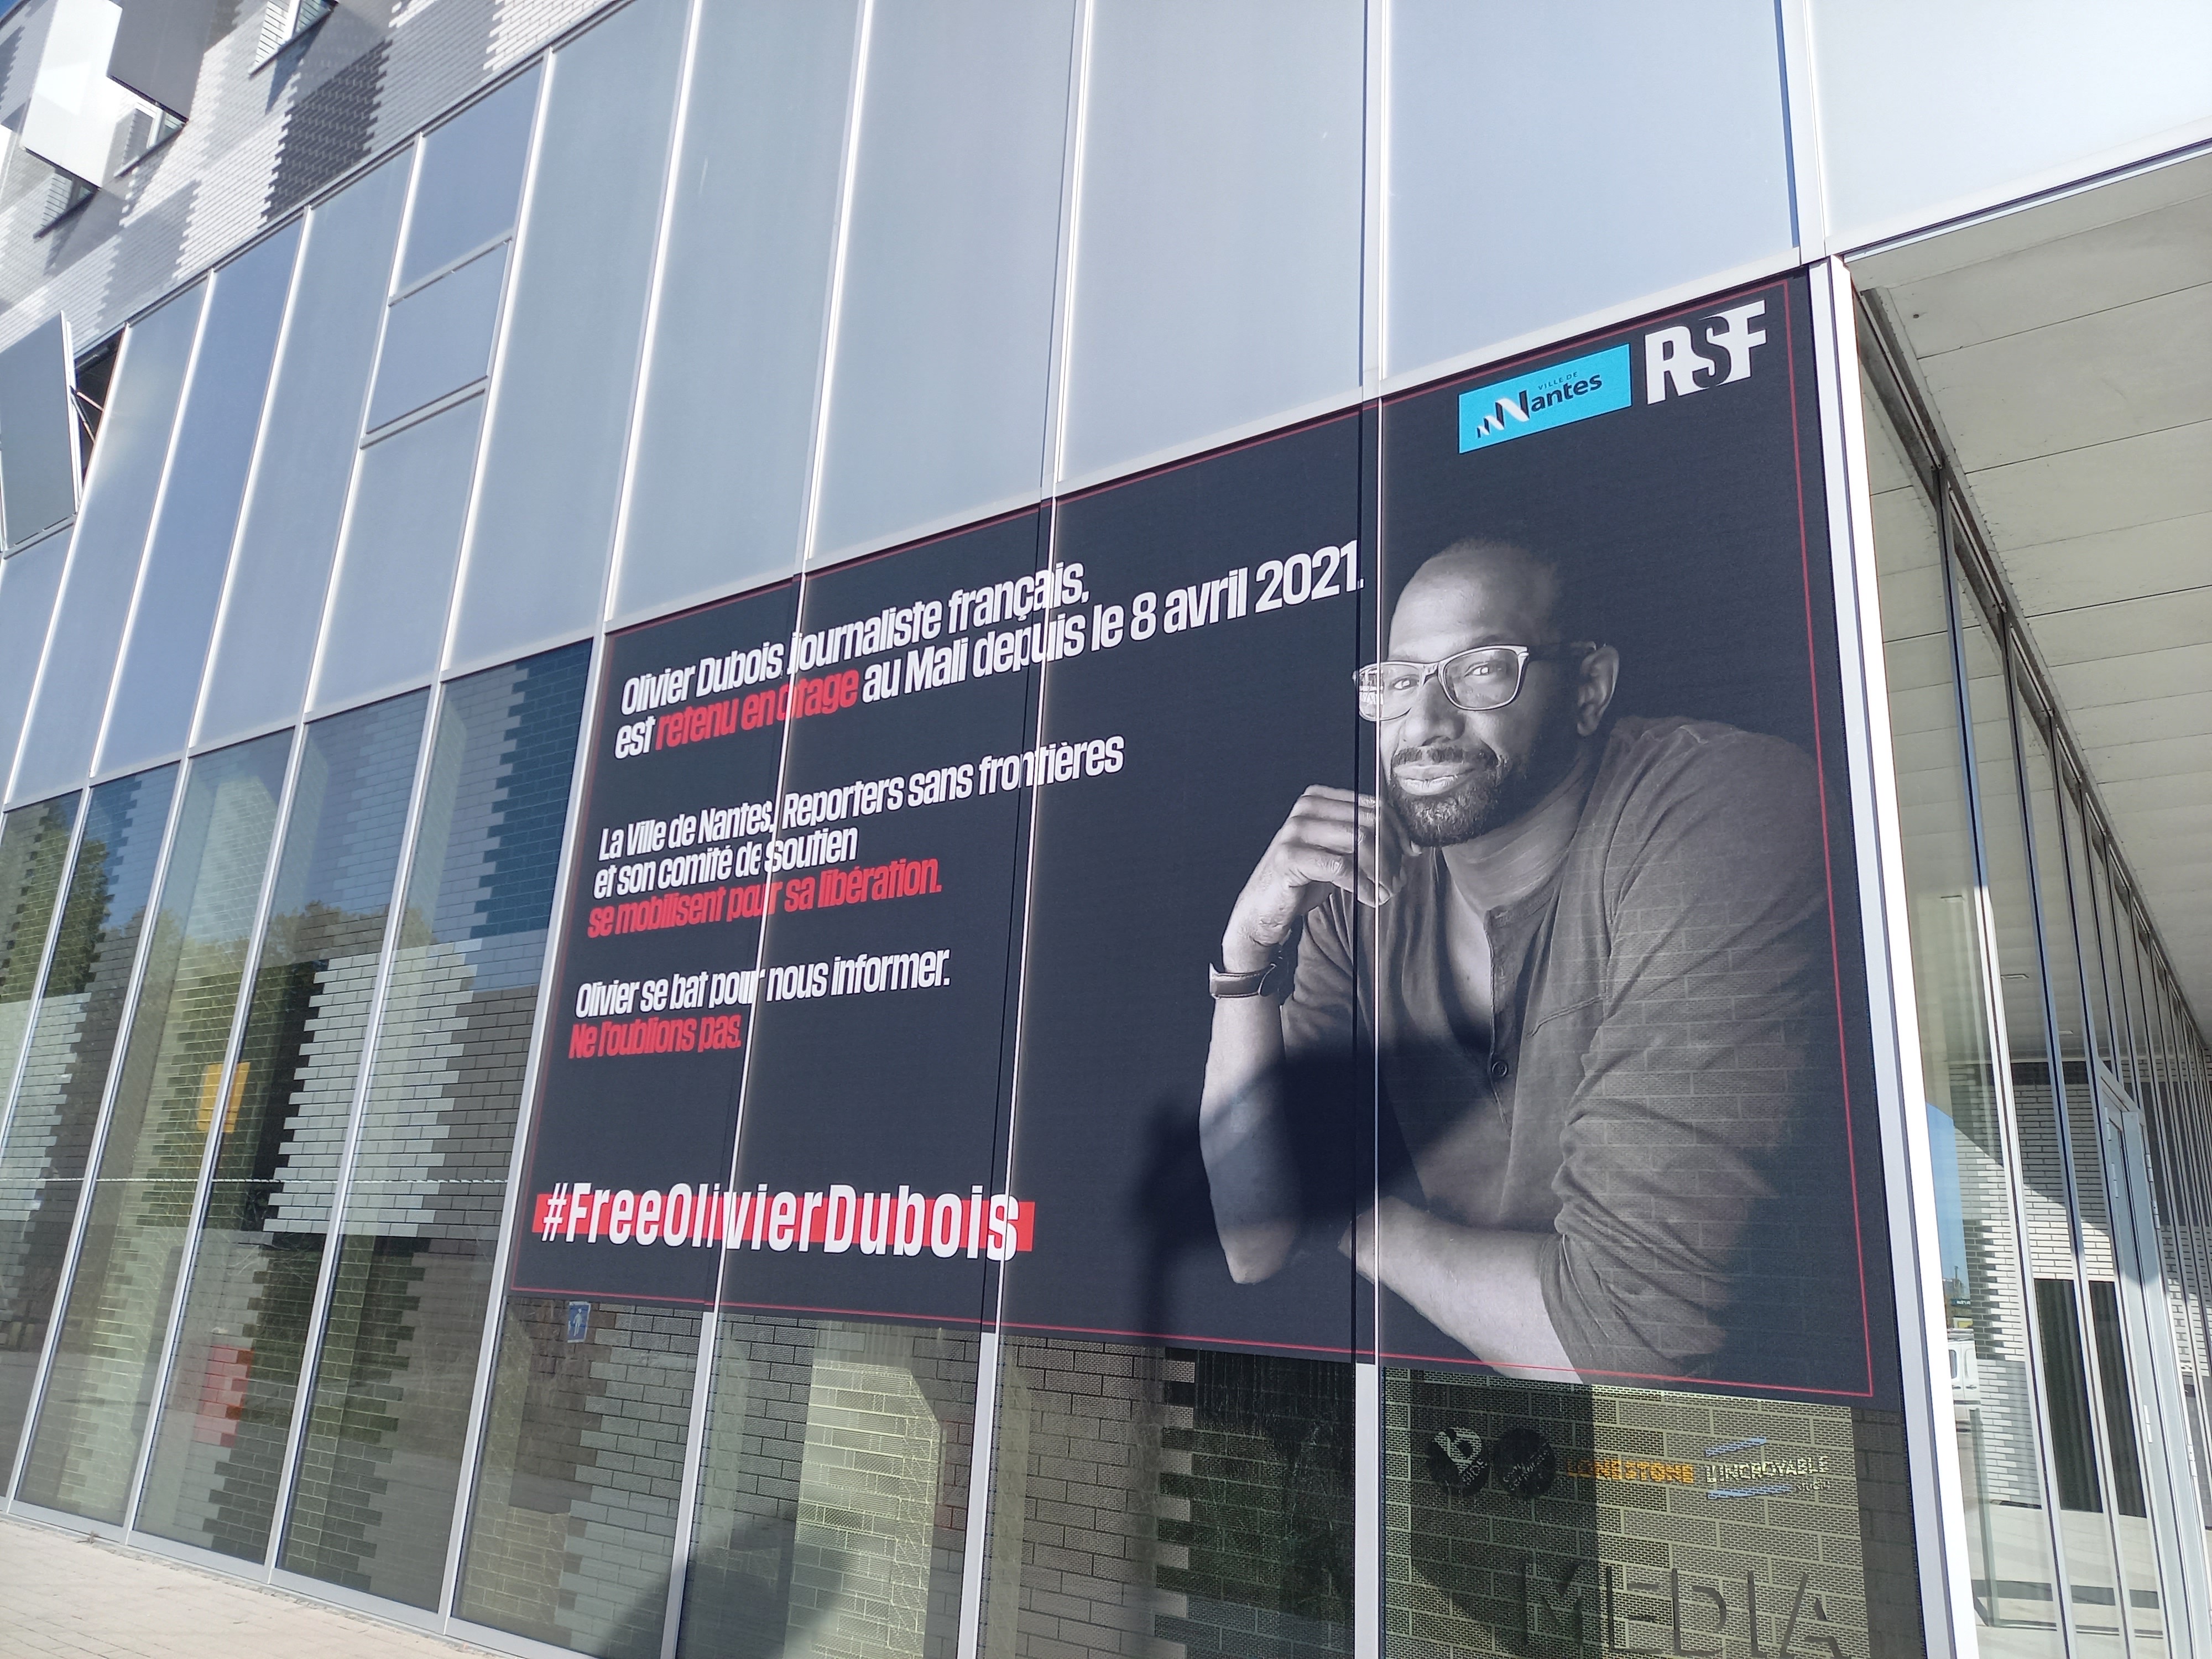 VILLE DE
Nantes
RSF
Olivier Dubois, journaliste français,
est retenu en otage au Mali depuis le 8 avril 2021.
La Ville de Nantes, Reporters sans frontières
et son comité de soutien
se mobilisent pour sa libération.
Olivier se bat pour nous informer.
Ne l'oublions pas.
#FreeOlivierDubois
L'INCROYABLE
MEDIA